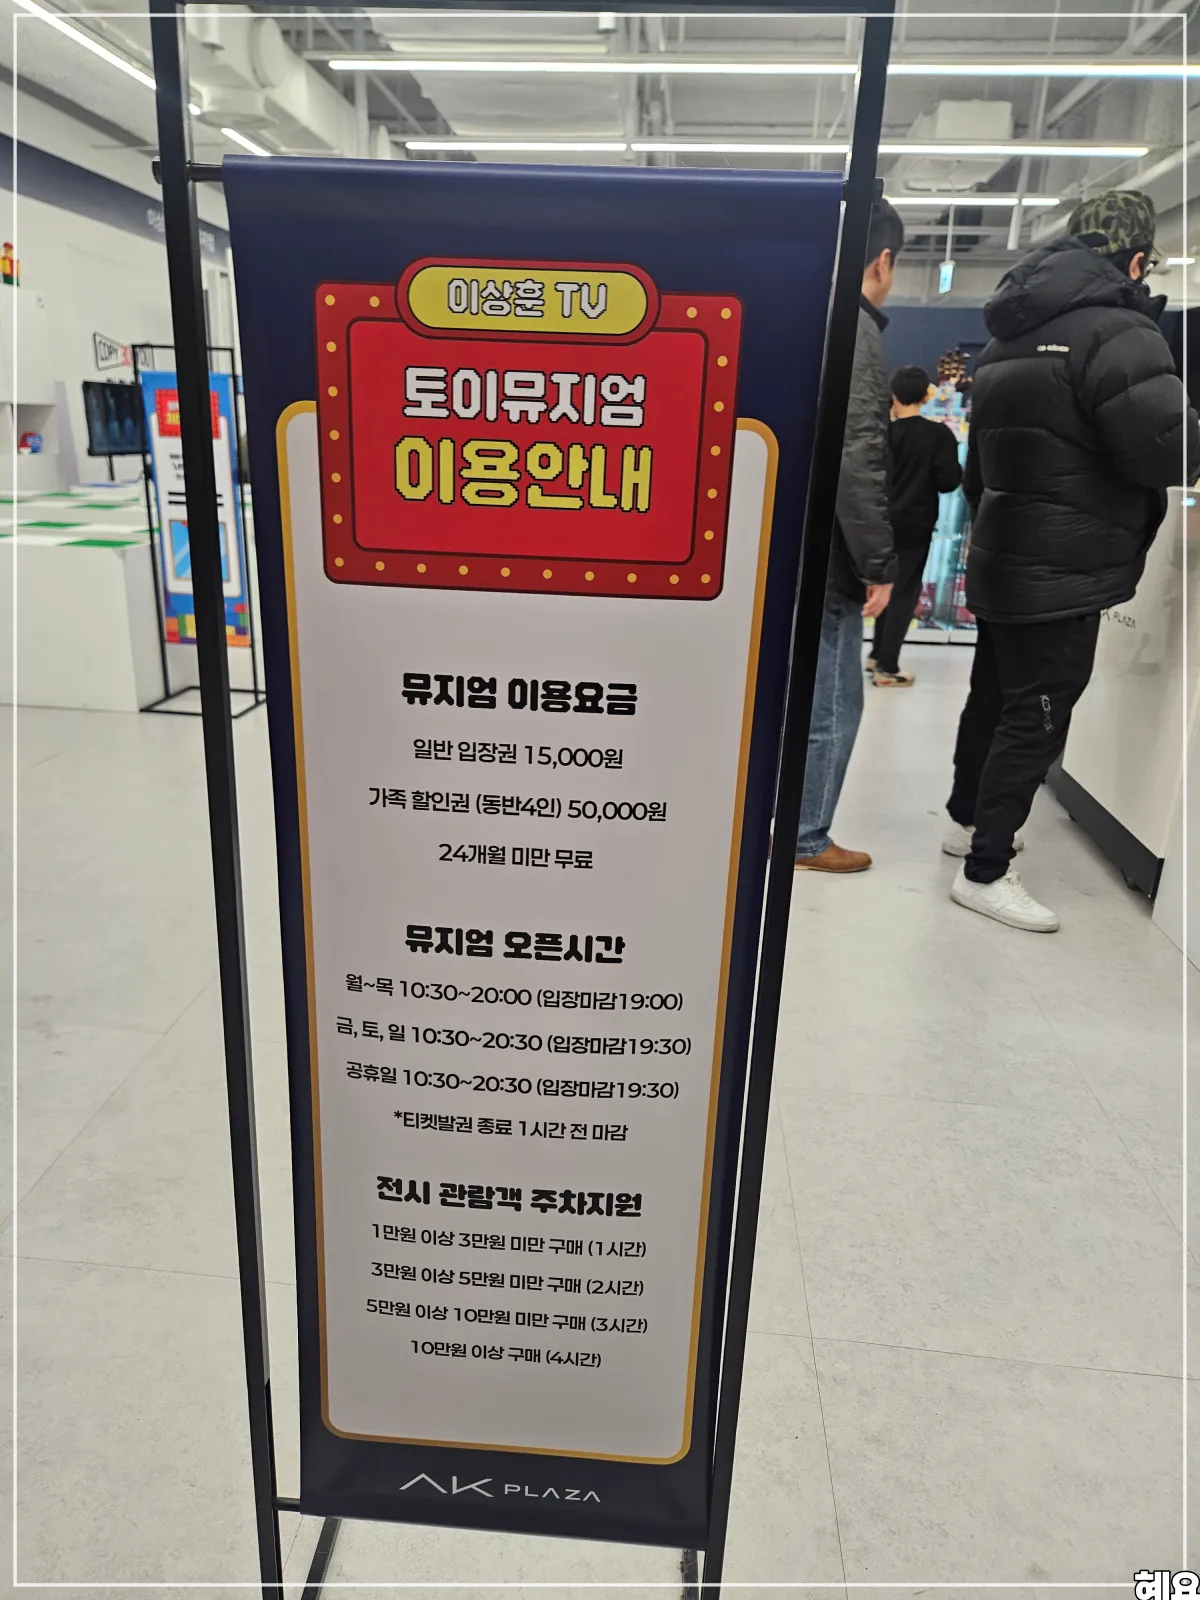 이상훈 TV
토이뮤지엄
이용안내
뮤지엄 이용요금
일반 입장권 15,000원
가족 할인권 (동반4인) 50,000원
24개월 미만 무료
뮤지엄 오픈시간
월~목 10:30~20:00 (입장마감19:00)
금, 토, 일 10:30~20:30 (입장마감19:30)
공휴일 10:30~20:30 (입장마감19:30)
*티켓발권 종료 1시간 전 마감
전시 관람객 주차지원
1만원 이상 3만원 미만 구매 (1시간)
3만원 이상 5만원 미만 구매 (2시간)
5만원 이상 10만원 미만 구매 (3시간)
10만원 이상 구매 (4시간)
AK PLAZA
AK PLAZA